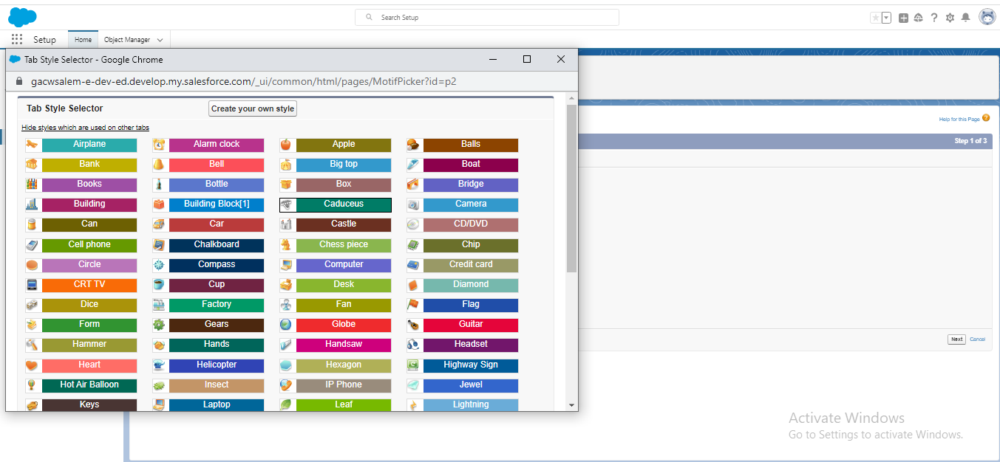 Search Setup
Setup Home Object Manager
Tab Style Selector - Google Chrome
gacwsalem-e-dev-ed.develop.my.salesforce.com/_ui/common/html/pages/MotifPicker?id=p2
Tab Style Selector Create your own style
Hide styles which are used on other tabs
Airplane Alarm clock Apple Balls
Bank Bell Big top Boat
Books Bottle Box Bridge
Building Building Block[1] Caduceus Camera
Can Car Castle CD/DVD
Cell phone Chalkboard Chess piece Chip
Circle Compass Computer Credit card
CRT TV Cup Desk Diamond
Dice Factory Fan Flag
Form Gears Globe Guitar
Hammer Hands Handsaw Headset
Heart Helicopter Hexagon Highway Sign
Hot Air Balloon Insect IP Phone Jewel
Keys Laptop Leaf Lightning
Help for this Page ?
Step 1 of 3
Next Cancel
Activate Windows
Go to Settings to activate Windows.